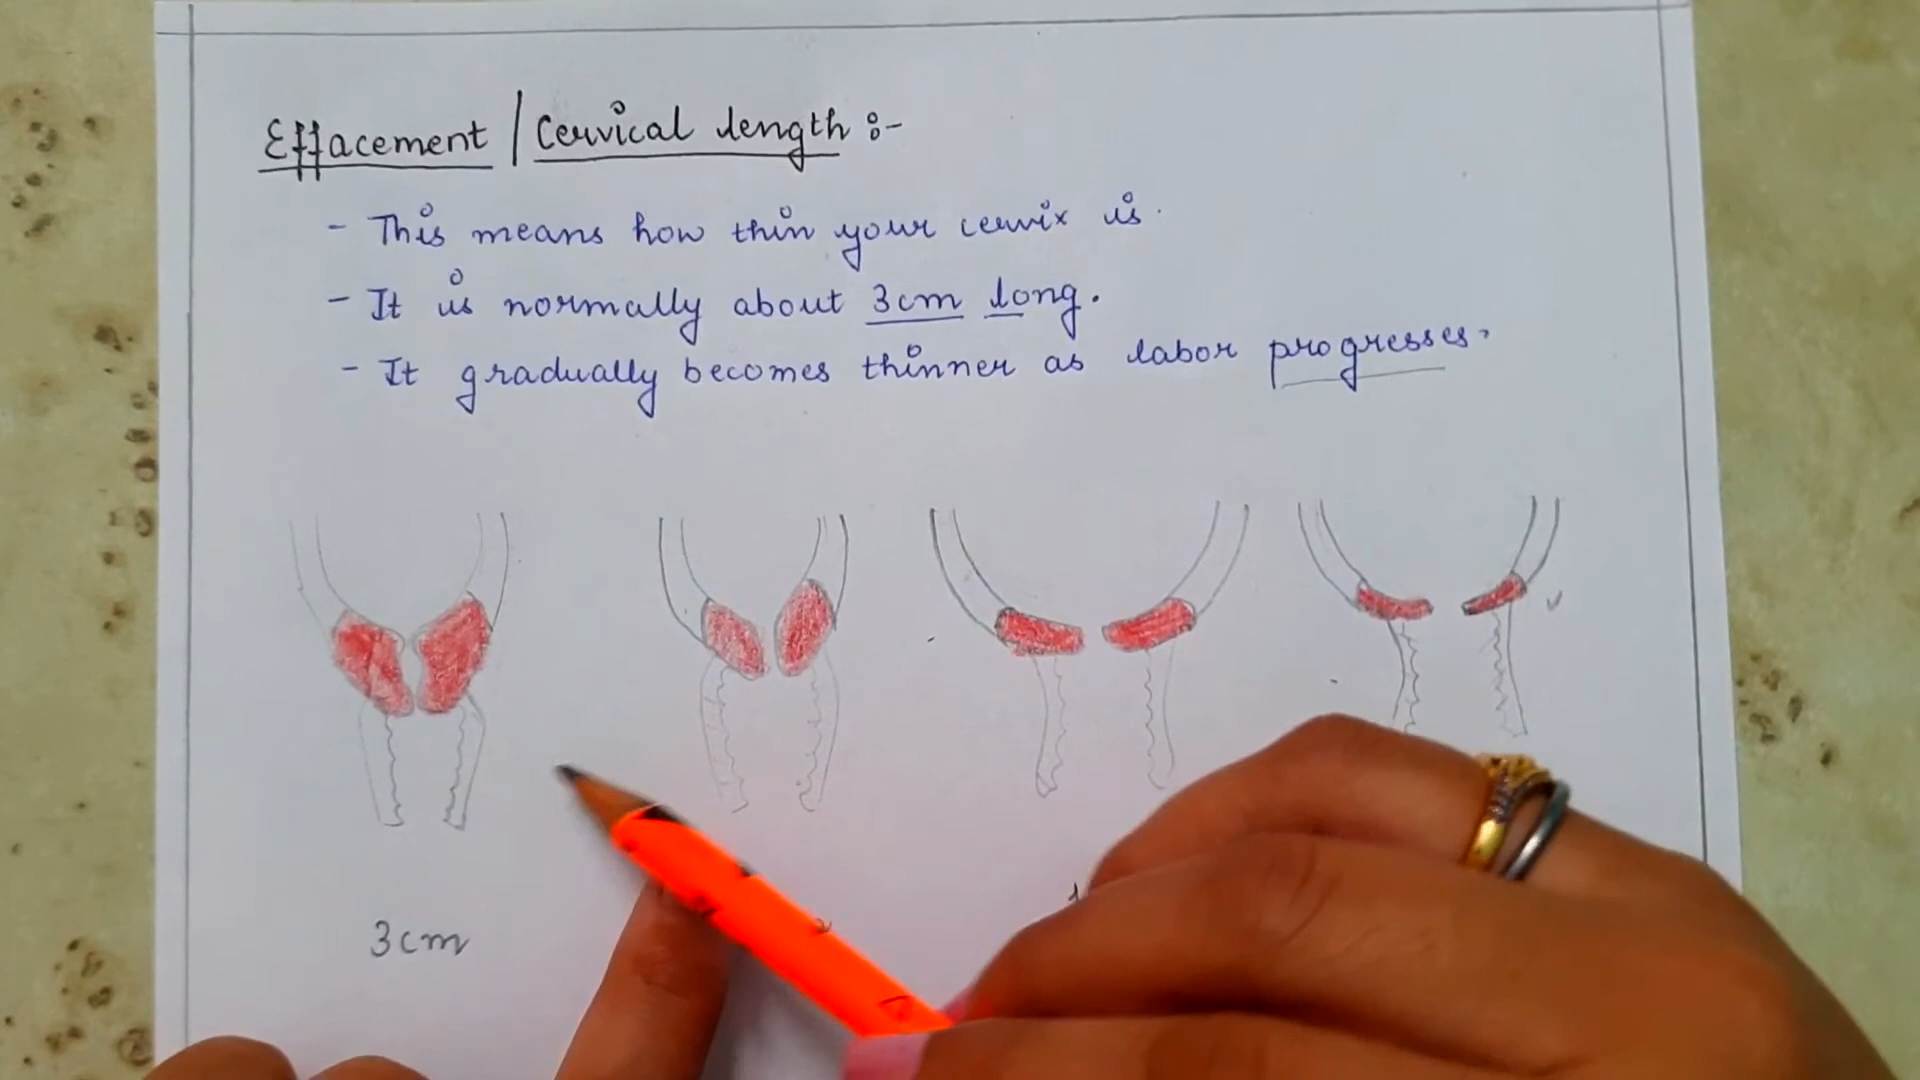 Effacement / Cervical length :-
- This means how thin your cervix is.
- It is normally about 3cm long.
- It gradually becomes thinner as labor progresses.
3cm